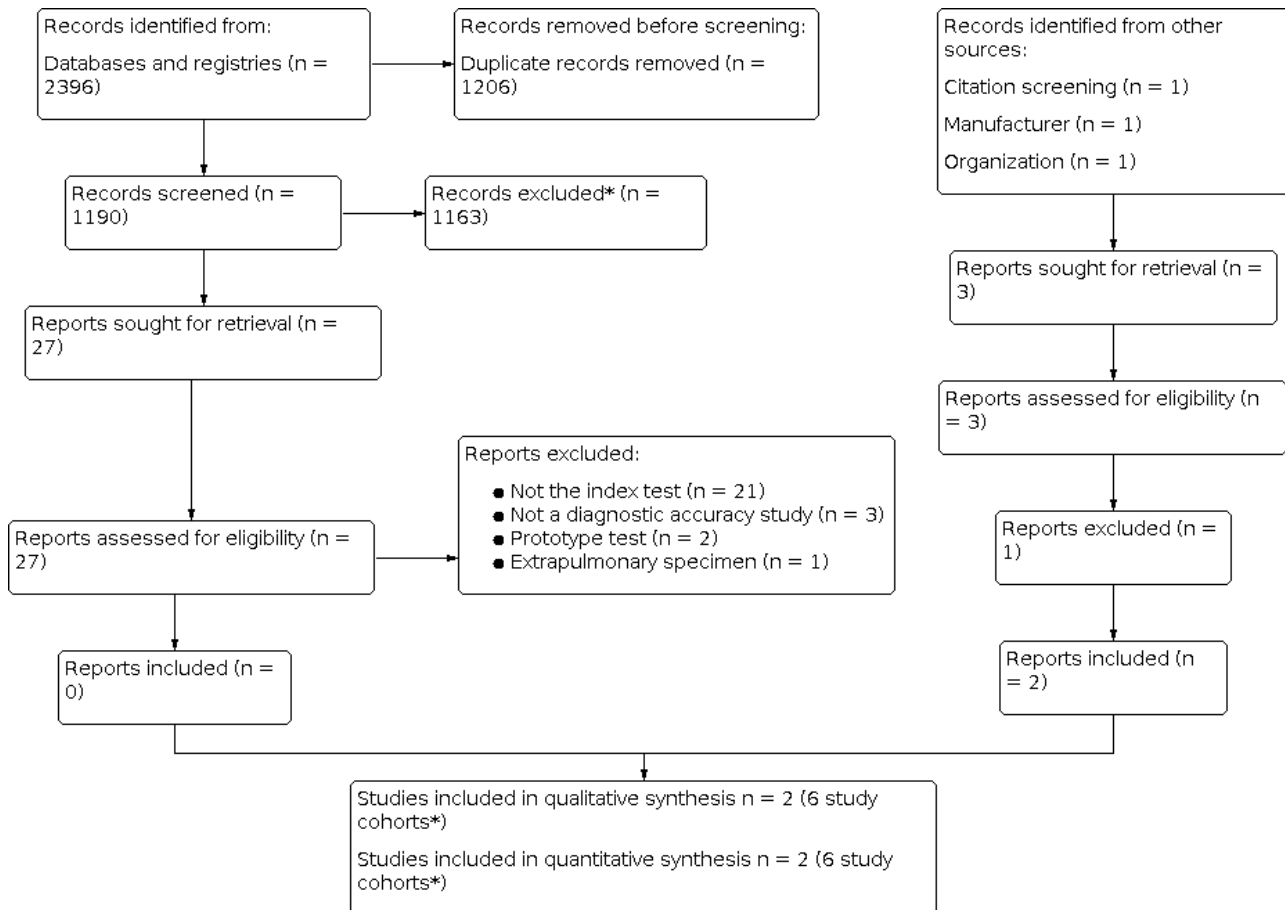 Records identified from:
Databases and registries (n =
2396)
Records removed before screening:
Duplicate records removed (n =
1206)
Records identified from other
sources:
Citation screening (n = 1)
Manufacturer (n = 1)
Organization (n = 1)
Records screened (n =
1190)
Records excluded* (n =
1163)
Reports sought for retrieval (n =
3)
Reports sought for retrieval (n =
27)
Reports assessed for eligibility (n
= 3)
Reports excluded:
● Not the index test (n = 21)
● Not a diagnostic accuracy study (n = 3)
● Prototype test (n = 2)
● Extrapulmonary specimen (n = 1)
Reports assessed for eligibility (n =
27)
Reports excluded (n =
1)
Reports included (n =
0)
Reports included (n
= 2)
Studies included in qualitative synthesis n = 2 (6 study
cohorts*)
Studies included in quantitative synthesis n = 2 (6 study
cohorts*)